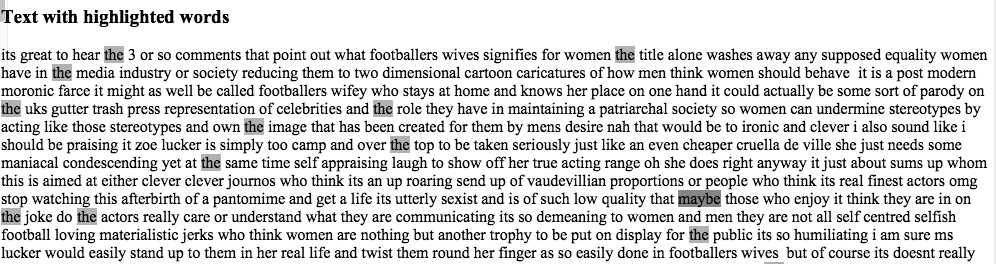 Text with highlighted words
its great to hear the 3 or so comments that point out what footballers wives signifies for women the title alone washes away any supposed equality women
have in the media industry or society reducing them to two dimensional cartoon caricatures of how men think women should behave it is a post modern
moronic farce it might as well be called footballers wifey who stays at home and knows her place on one hand it could actually be some sort of parody on
the uks gutter trash press representation of celebrities and the role they have in maintaining a patriarchal society so women can undermine stereotypes by
acting like those stereotypes and own the image that has been created for them by mens desire nah that would be to ironic and clever i also sound like i
should be praising it zoe lucker is simply too camp and over the top to be taken seriously just like an even cheaper cruella de ville she just needs some
maniacal condescending yet at the same time self appraising laugh to show off her true acting range oh she does right anyway it just about sums up whom
this is aimed at either clever clever journos who think its an up roaring send up of vaudevillian proportions or people who think its real finest actors omg
stop watching this afterbirth of a pantomime and get a life its utterly sexist and is of such low quality that maybe those who enjoy it think they are in on
the joke do the actors really care or understand what they are communicating its so demeaning to women and men they are not all self centred selfish
football loving materialistic jerks who think women are nothing but another trophy to be put on display for the public its so humiliating i am sure ms
lucker would easily stand up to them in her real life and twist them round her finger as so easily done in footballers wives but of course its doesnt really